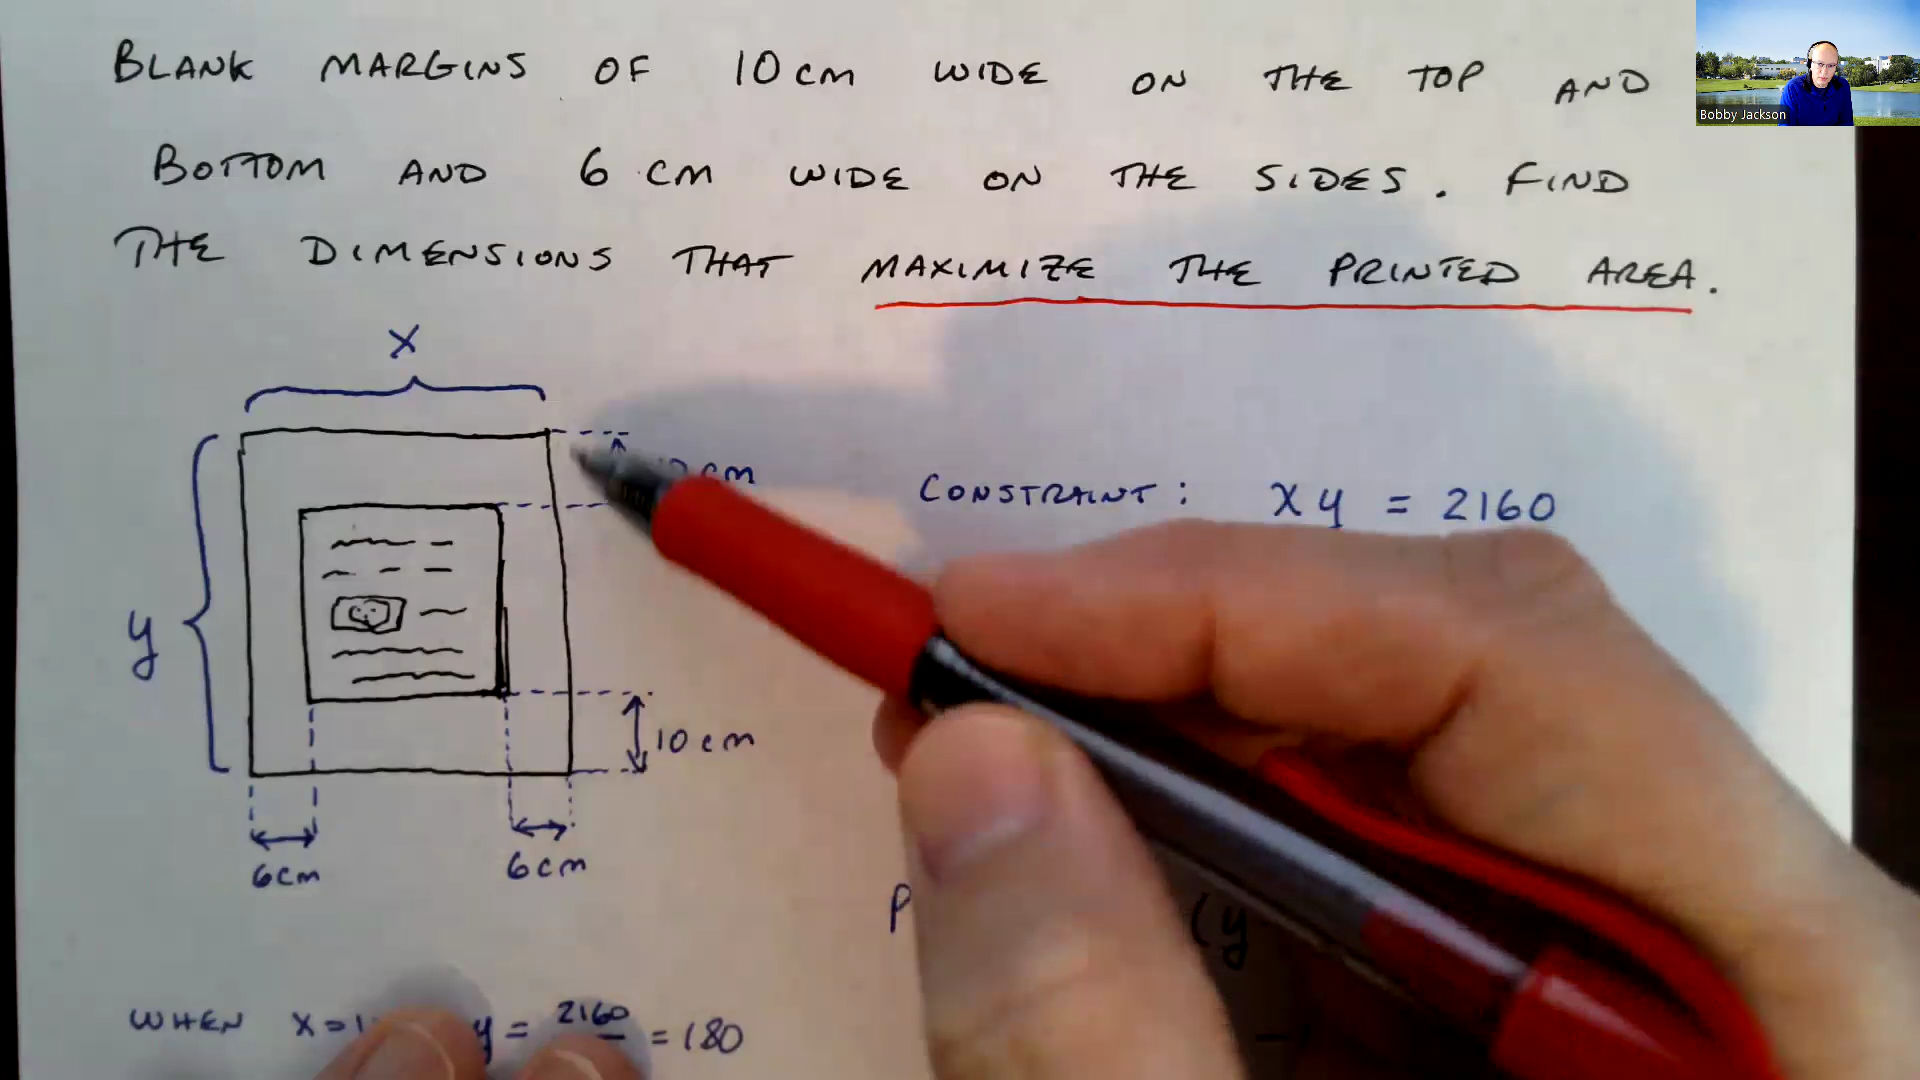 BLANK MARGINS OF 10 cm WIDE ON THE TOP AND
BOTTOM AND 6 CM WIDE ON THE SIDES. FIND
THE DIMENSIONS THAT MAXIMIZE THE PRINTED AREA.
Bobby Jackson
x
cm
CONSTRAINT: xy = 2160
y
10 cm
6cm
6cm
P
(y
WHEN x=1 y = 2160 = 180